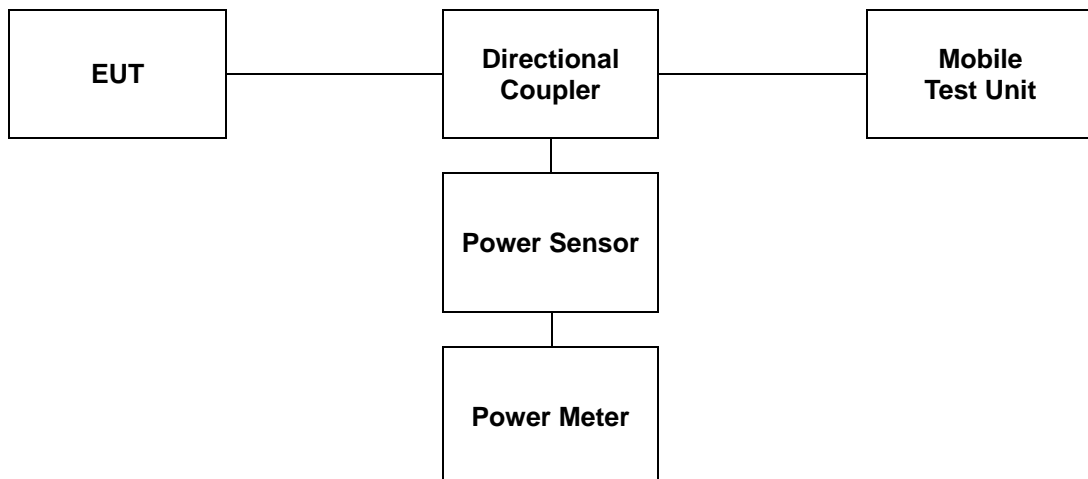 EUT
Directional
Coupler
Mobile
Test Unit
Power Sensor
Power Meter